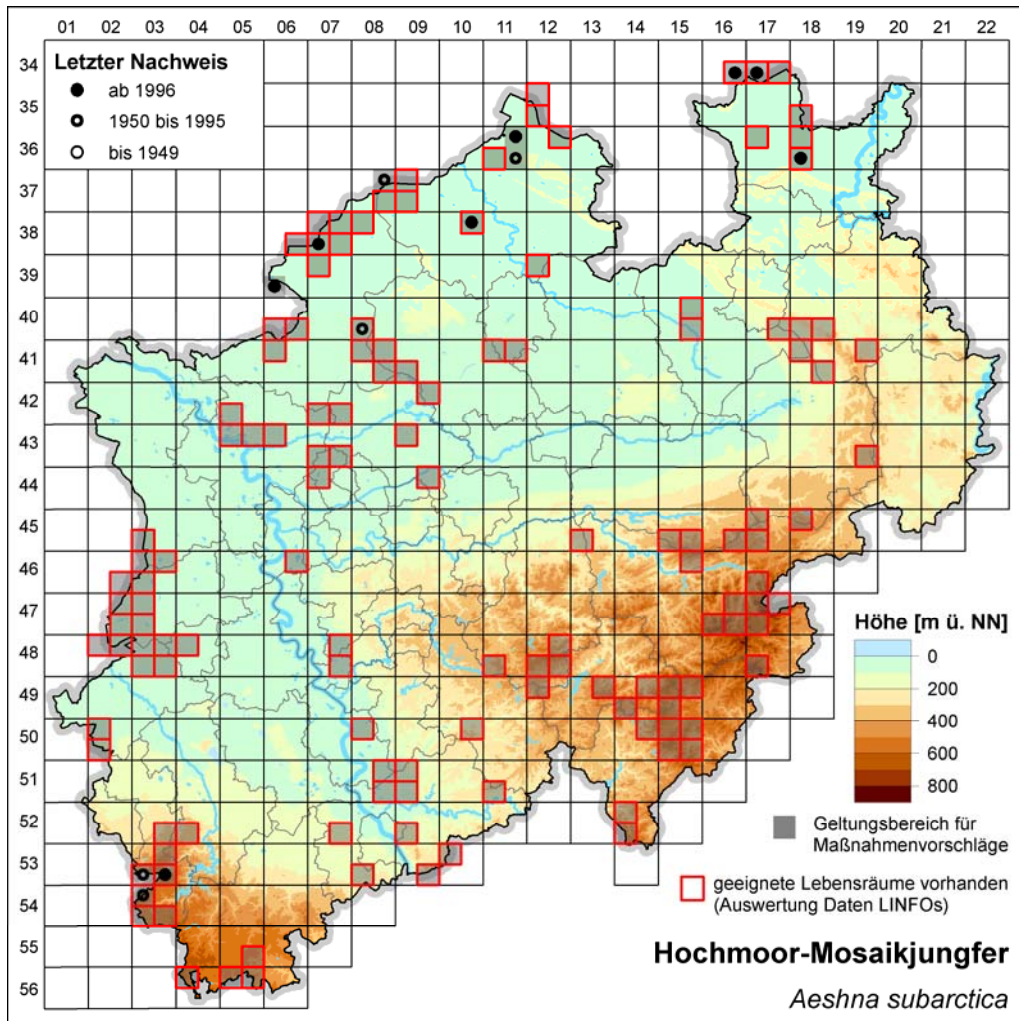 01 02 03 04 05 06 07 08 09 10 11 12 13 14 15 16 17 18 19 20 21 22
34
35
36
37
38
39
40
41
42
43
44
45
46
47
48
49
50
51
52
53
54
55
56
Letzter Nachweis
ab 1996
1950 bis 1995
bis 1949
Höhe [m ü. NN]
0
200
400
600
800
Geltungsbereich für
Maßnahmenvorschläge
geeignete Lebensräume vorhanden
(Auswertung Daten LINFOs)
Hochmoor-Mosaikjungfer
Aeshna subarctica